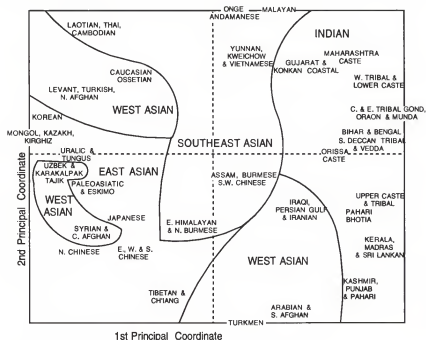 ONGE
ANDAMANESE
MALAYAN
LAOTIAN, THAI,
CAMBODIAN
INDIAN
YUNNAN,
KWEICHOW
& VIETNAMESE
MAHARASHTRA
CASTE
GUJARAT &
KONKAN COASTAL
CAUCASIAN
OSSETIAN
LEVANT, TURKISH,
N. AFGHAN
WEST ASIAN
W. TRIBAL &
LOWER CASTE
KOREAN
C. & E. TRIBAL GOND,
ORAON & MUNDA
MONGOL, KAZAKH,
KIRGHIZ
BIHAR & BENGAL
S. DECCAN TRIBAL
& VEDDA
SOUTHEAST ASIAN
URALIC &
TUNGUS
ORISSA
CASTE
UZBEK &
KARAKALPAK
TAJIK
EAST ASIAN
ASSAM, BURMESE
S.W. CHINESE
PALEOASIATIC
& ESKIMO
WEST
ASIAN
IRAQI,
PERSIAN GULF
& IRANIAN
UPPER CASTE
& TRIBAL
PAHARI
BHOTIA
JAPANESE
SYRIAN &
C. AFGHAN
E. HIMALAYAN
& N. BURMESE
KERALA,
MADRAS
& SRI LANKAN
N. CHINESE
E., W. & S.
CHINESE
WEST ASIAN
KASHMIR,
PUNJAB
& PAHARI
TIBETAN &
CH'IANG
ARABIAN &
S. AFGHAN
TURKMEN
2nd Principal Coordinate
1st Principal Coordinate